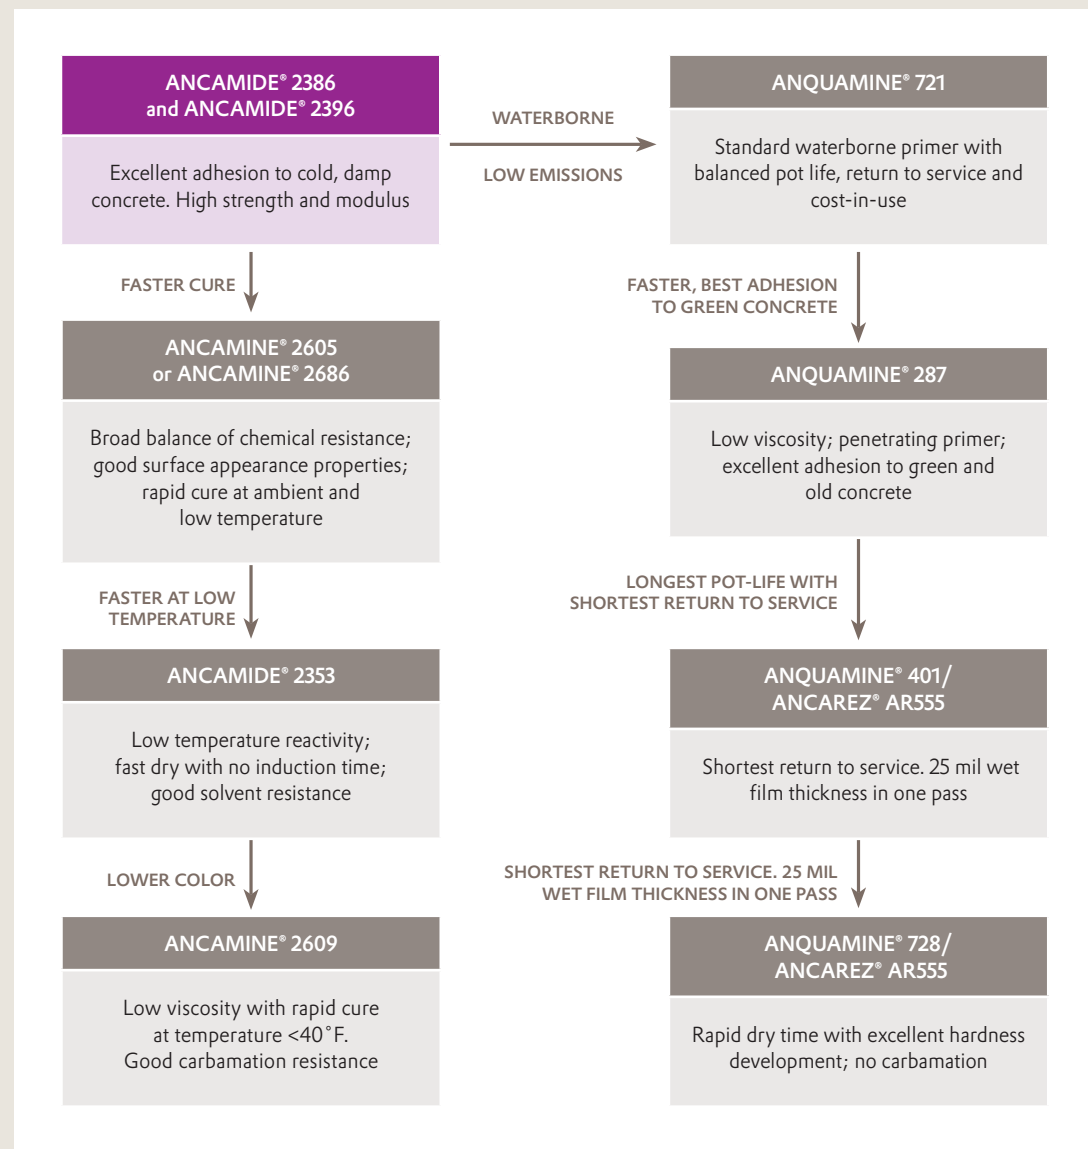 ANCAMIDE® 2386
and ANCAMIDE® 2396
Excellent adhesion to cold, damp
concrete. High strength and modulus
WATERBORNE
LOW EMISSIONS
ANQUAMINE® 721
Standard waterborne primer with
balanced pot life, return to service and
cost-in-use
FASTER CURE
ANCAMINE® 2605
or ANCAMINE® 2686
Broad balance of chemical resistance;
good surface appearance properties;
rapid cure at ambient and
low temperature
FASTER AT LOW
TEMPERATURE
ANCAMIDE® 2353
Low temperature reactivity;
fast dry with no induction time;
good solvent resistance
LOWER COLOR
ANCAMINE® 2609
Low viscosity with rapid cure
at temperature <40˚F.
Good carbamation resistance
FASTER, BEST ADHESION
TO GREEN CONCRETE
ANQUAMINE® 287
Low viscosity; penetrating primer;
excellent adhesion to green and
old concrete
LONGEST POT-LIFE WITH
SHORTEST RETURN TO SERVICE
ANQUAMINE® 401/
ANCAREZ® AR555
Shortest return to service. 25 mil wet
film thickness in one pass
SHORTEST RETURN TO SERVICE. 25 MIL
WET FILM THICKNESS IN ONE PASS
ANQUAMINE® 728/
ANCAREZ® AR555
Rapid dry time with excellent hardness
development; no carbamation